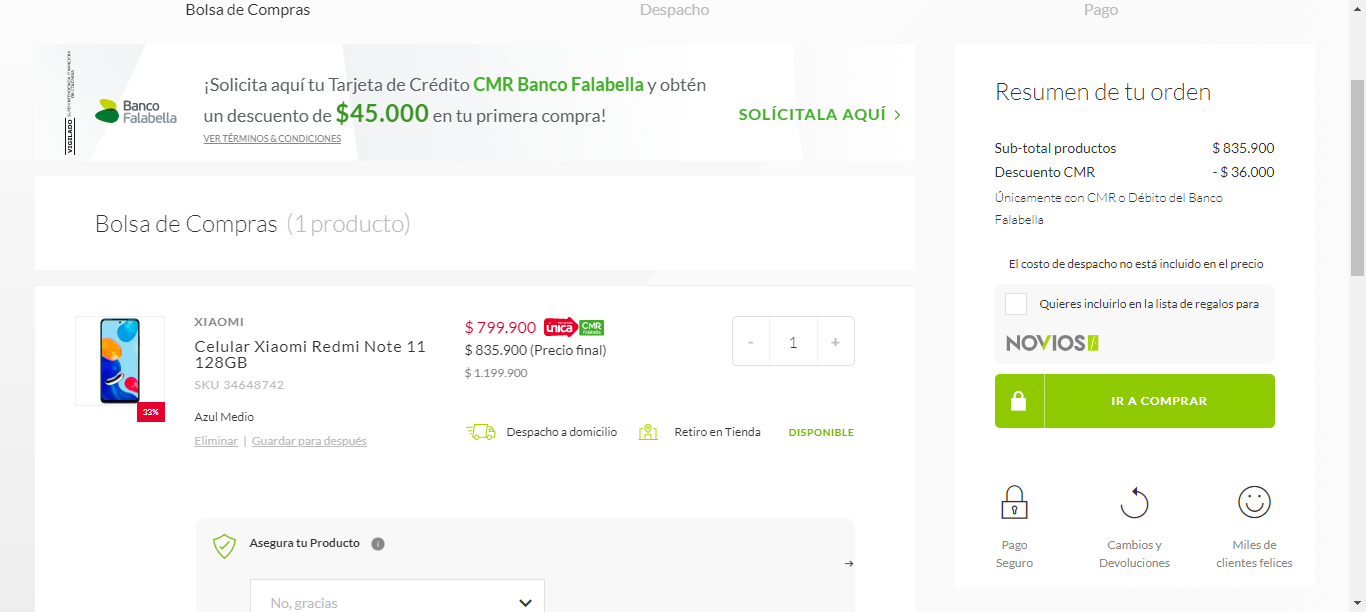 Bolsa de Compras
Despacho
Pago
VIGILADO
Banco
Falabella
¡Solicita aquí tu Tarjeta de Crédito CMR Banco Falabella y obtén
un descuento de $45.000 en tu primera compra!
VER TÉRMINOS & CONDICIONES
SOLÍCITALA AQUÍ >
Bolsa de Compras (1 producto)
33%
XIAOMI
Celular Xiaomi Redmi Note 11
128GB
SKU 34648742
Azul Medio
Eliminar | Guardar para después
$ 799.900 única CMR
$ 835.900 (Precio final)
$ 1.199.900
- 1 +
Despacho a domicilio
Retiro en Tienda
DISPONIBLE
Asegura tu Producto
No, gracias
Resumen de tu orden
Sub-total productos $ 835.900
Descuento CMR - $ 36.000
Únicamente con CMR o Débito del Banco
Falabella
El costo de despacho no está incluido en el precio
Quieres incluirlo en la lista de regalos para
NOVIOS
IR A COMPRAR
Pago
Seguro
Cambios y
Devoluciones
Miles de
clientes felices